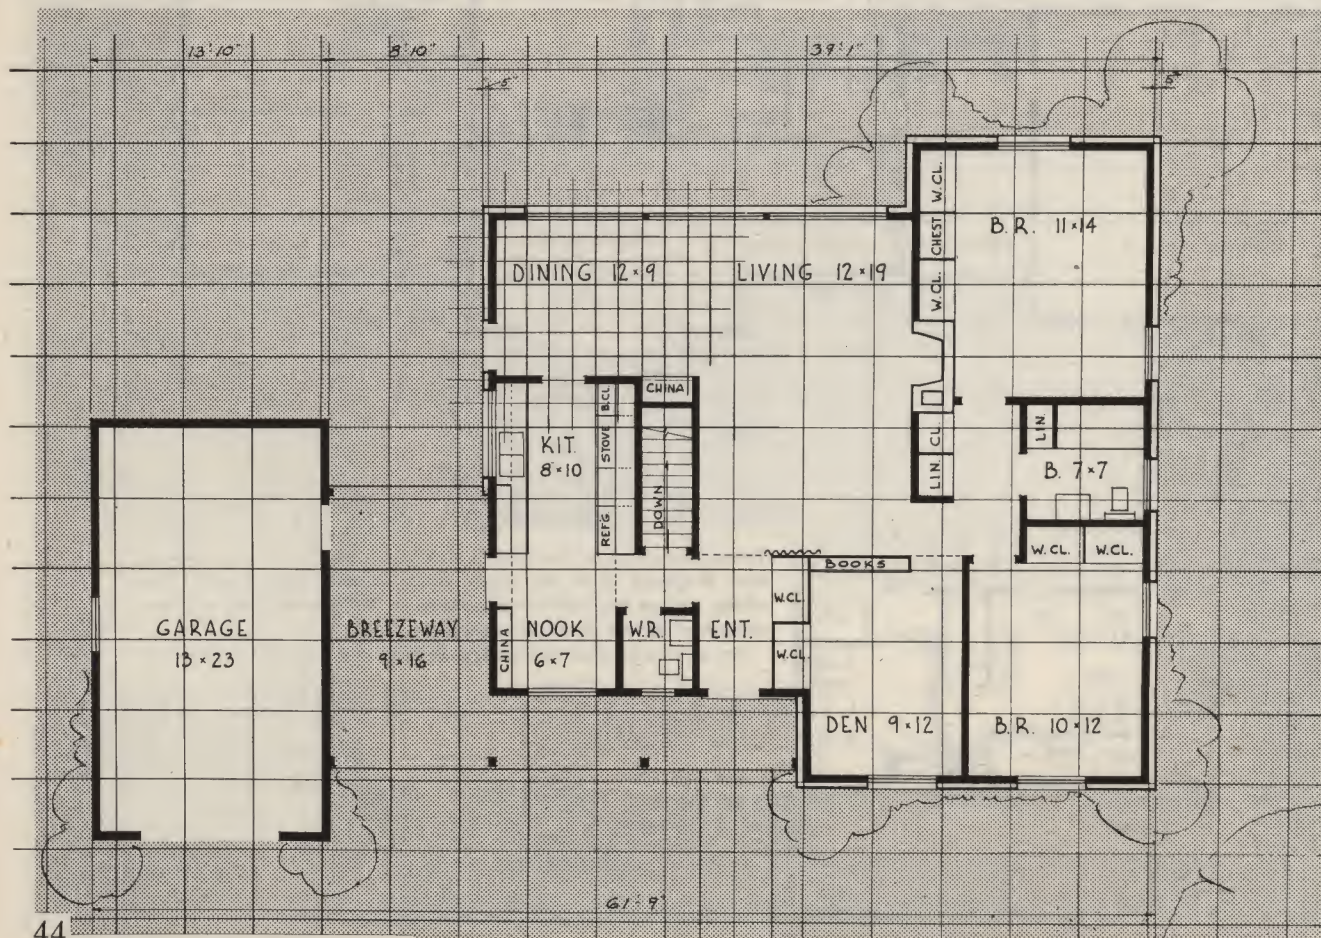 13'10" 8'10" 39'1"
5" 5"
W.CL.
CHEST
W.CL.
B.R. 11×14
DINING 12×9
LIVING 12×19
CHINA
B.CL.
STOVE
REFG.
KIT.
8×10
DOWN
CL.
LIN.
LIN.
B. 7×7
W.CL. W.CL.
BOOKS
W.CL.
W.CL.
GARAGE
13×23
BREEZEWAY
9×16
CHINA
NOOK
6×7
W.R.
ENT.
DEN 9×12
B.R. 10×12
61'-9"
44